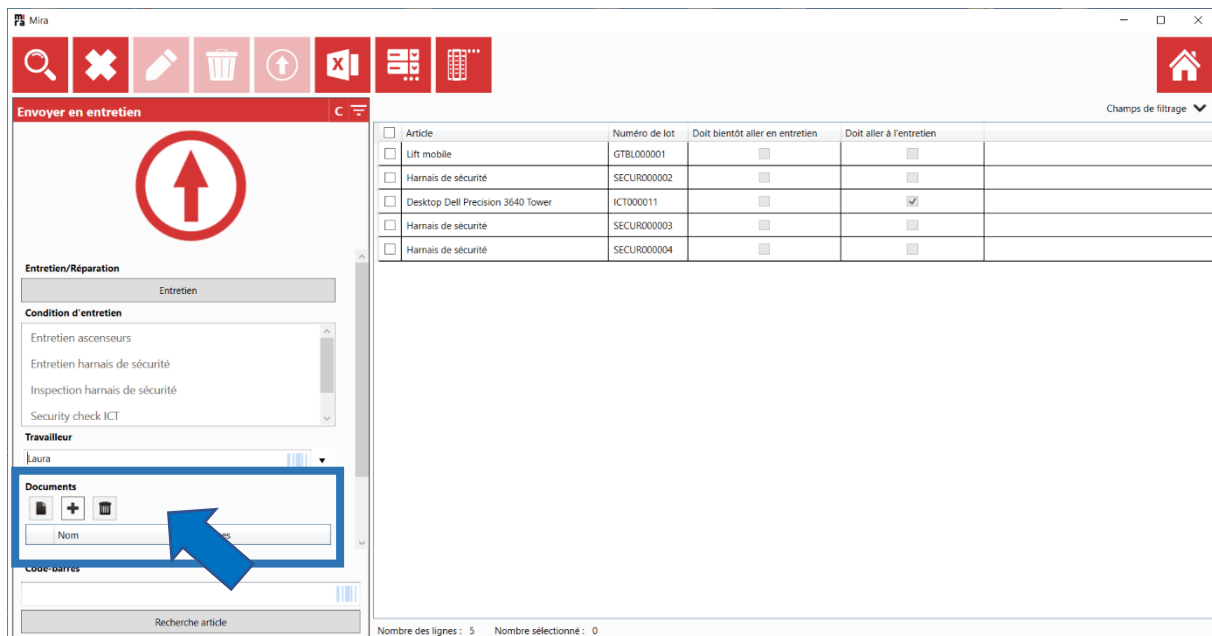 mira Mira
Envoyer en entretien C
Champs de filtrage
Article Numéro de lot Doit bientôt aller en entretien Doit aller à l'entretien
Lift mobile GTBL000001
Harnais de sécurité SECUR000002
Desktop Dell Precision 3640 Tower ICT000011
Harnais de sécurité SECUR000003
Harnais de sécurité SECUR000004
Entretien/Réparation
Entretien
Condition d'entretien
Entretien ascenseurs
Entretien harnais de sécurité
Inspection harnais de sécurité
Security check ICT
Travailleur
Laura
Documents
Nom
Code-barres
Recherche article
Nombre des lignes : 5 Nombre sélectionné : 0